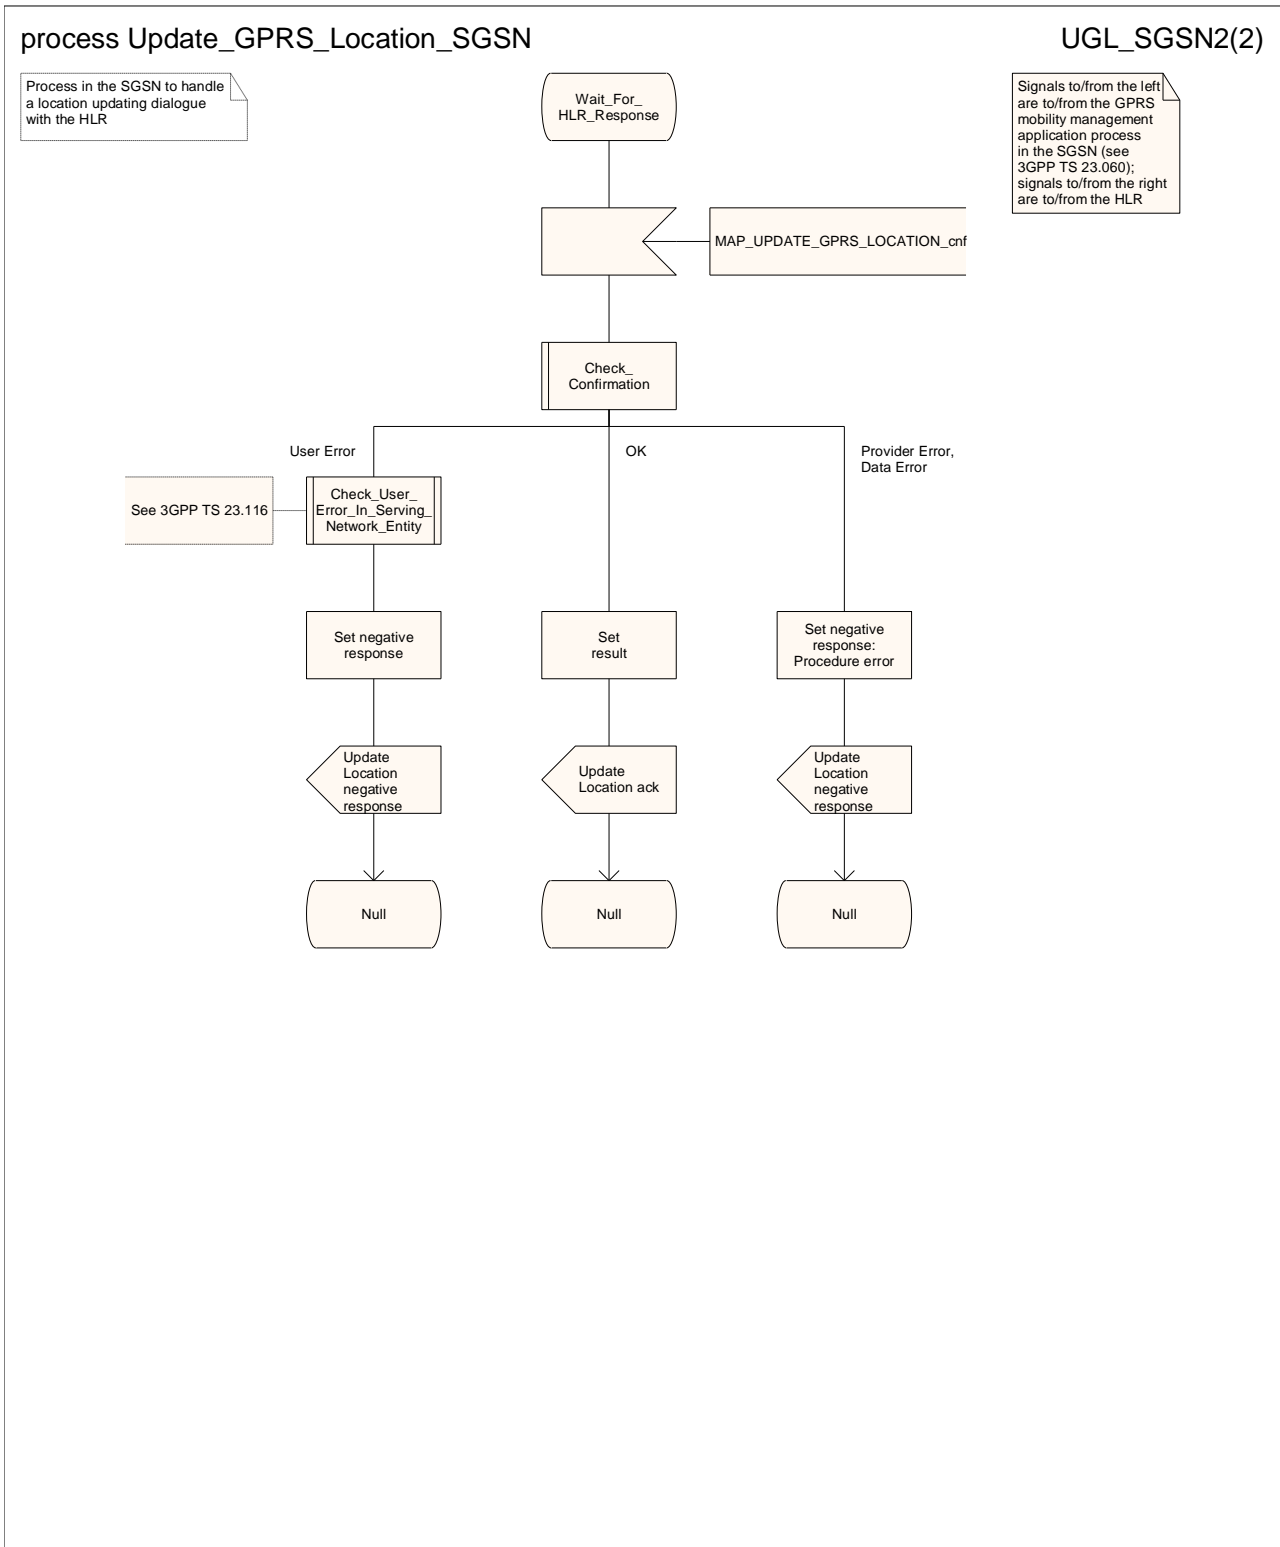 process Update_GPRS_Location_SGSN
UGL_SGSN2(2)
Process in the SGSN to handle
a location updating dialogue
with the HLR
Wait_For_
HLR_Response
Signals to/from the left
are to/from the GPRS
mobility management
application process
in the SGSN (see
3GPP TS 23.060);
signals to/from the right
are to/from the HLR
MAP_UPDATE_GPRS_LOCATION_cnf
Check_
Confirmation
User Error
OK
Provider Error,
Data Error
See 3GPP TS 23.116
Check_User_
Error_In_Serving_
Network_Entity
Set negative
response
Set
result
Set negative
response:
Procedure error
Update
Location
negative
response
Update
Location ack
Update
Location
negative
response
Null
Null
Null